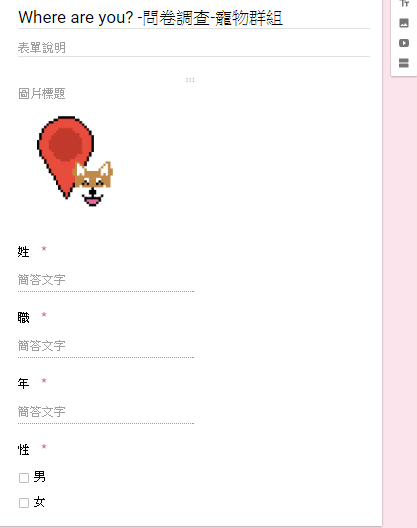 Where are you? -問卷調查-寵物群組
表單說明
圖片標題
姓 *
簡答文字
職 *
簡答文字
年 *
簡答文字
性 *
男
女